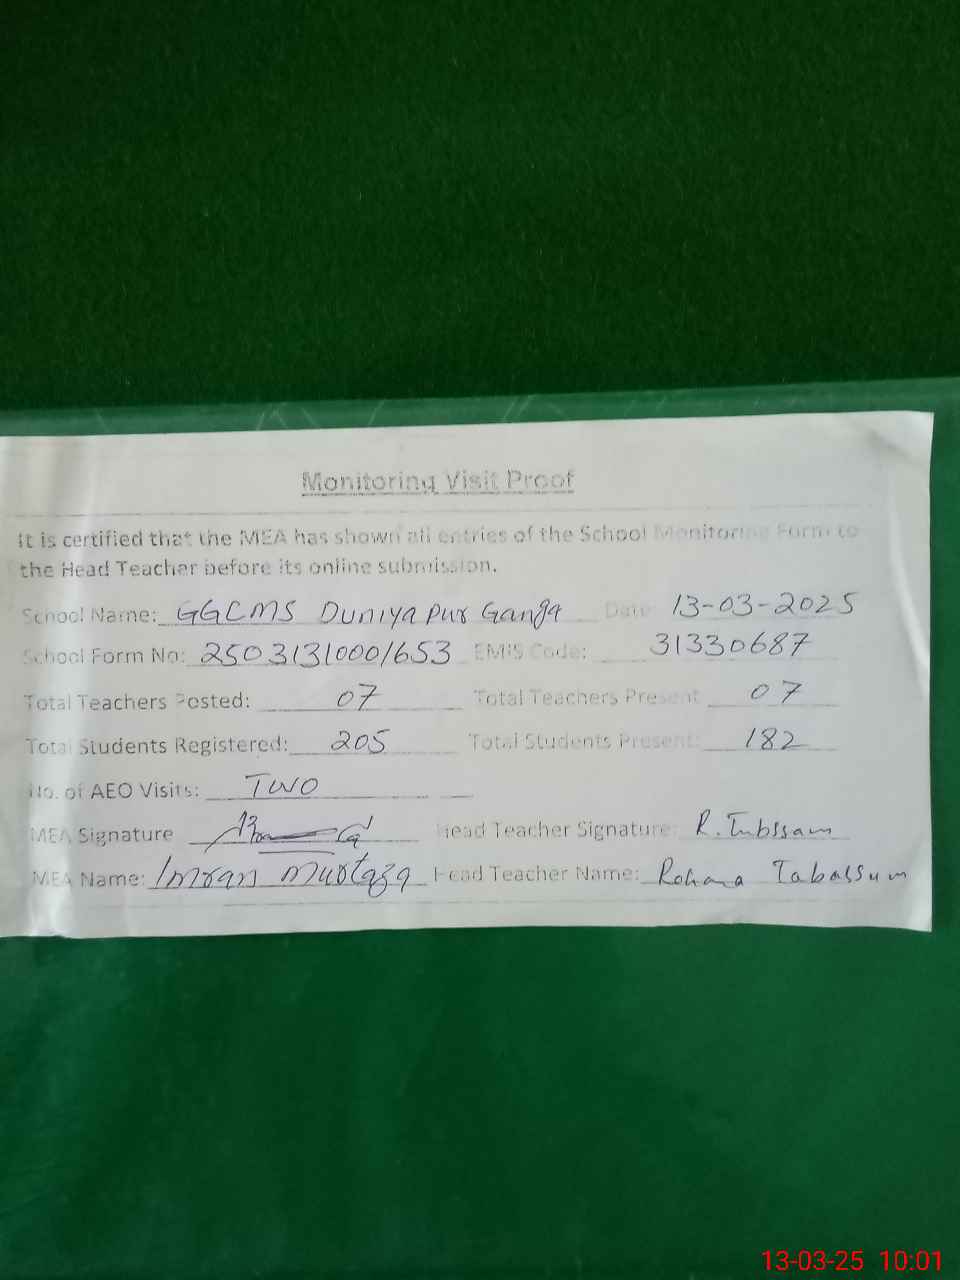 Monitoring Visit Proof
It is certified that the MEA has shown all entries of the School Monitoring Form to
the Head Teacher before its online submission.
School Name: GGCMS Duniya pur Ganga Date: 13-03-2025
School Form No: 25031310001653 EMIS Code: 31330687
Total Teachers Posted: 07 Total Teachers Present 07
Total Students Registered: 205 Total Students Present: 182
No. of AEO Visits: TWO
MEA Signature Head Teacher Signature: R. Tubssam
MEA Name: Imran Murtaza Head Teacher Name: Rohana Tabassum
13-03-25 10:01